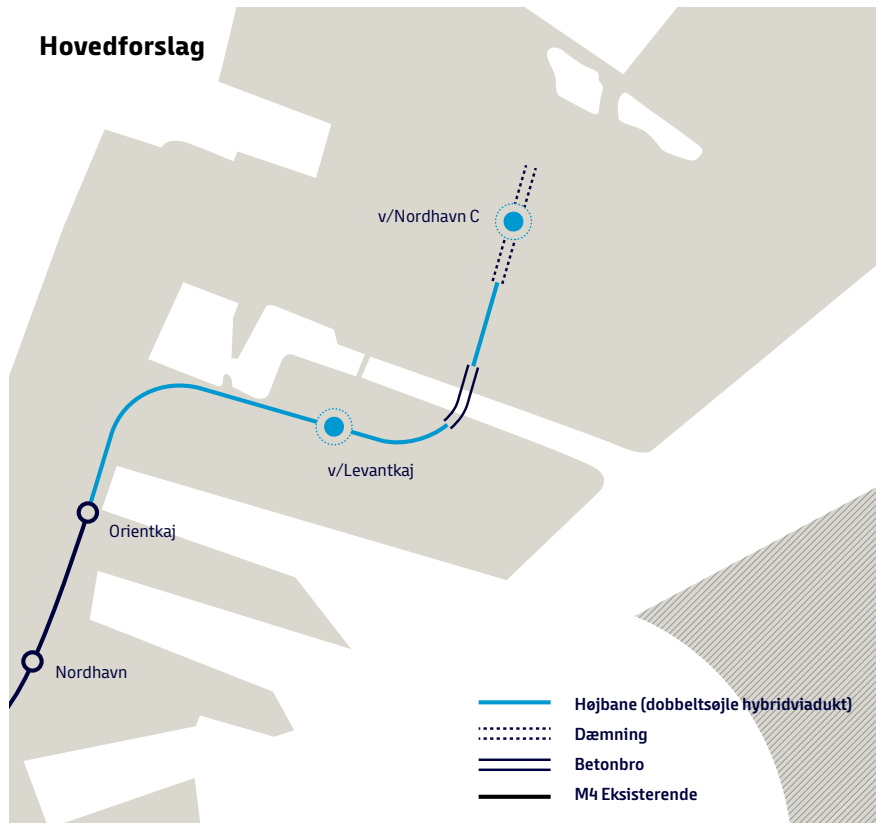 Hovedforslag
v/Nordhavn C
v/Levantkaj
Orientkaj
Nordhavn
Højbane (dobbeltsøjle hybridviadukt)
Dæmning
Betonbro
M4 Eksisterende